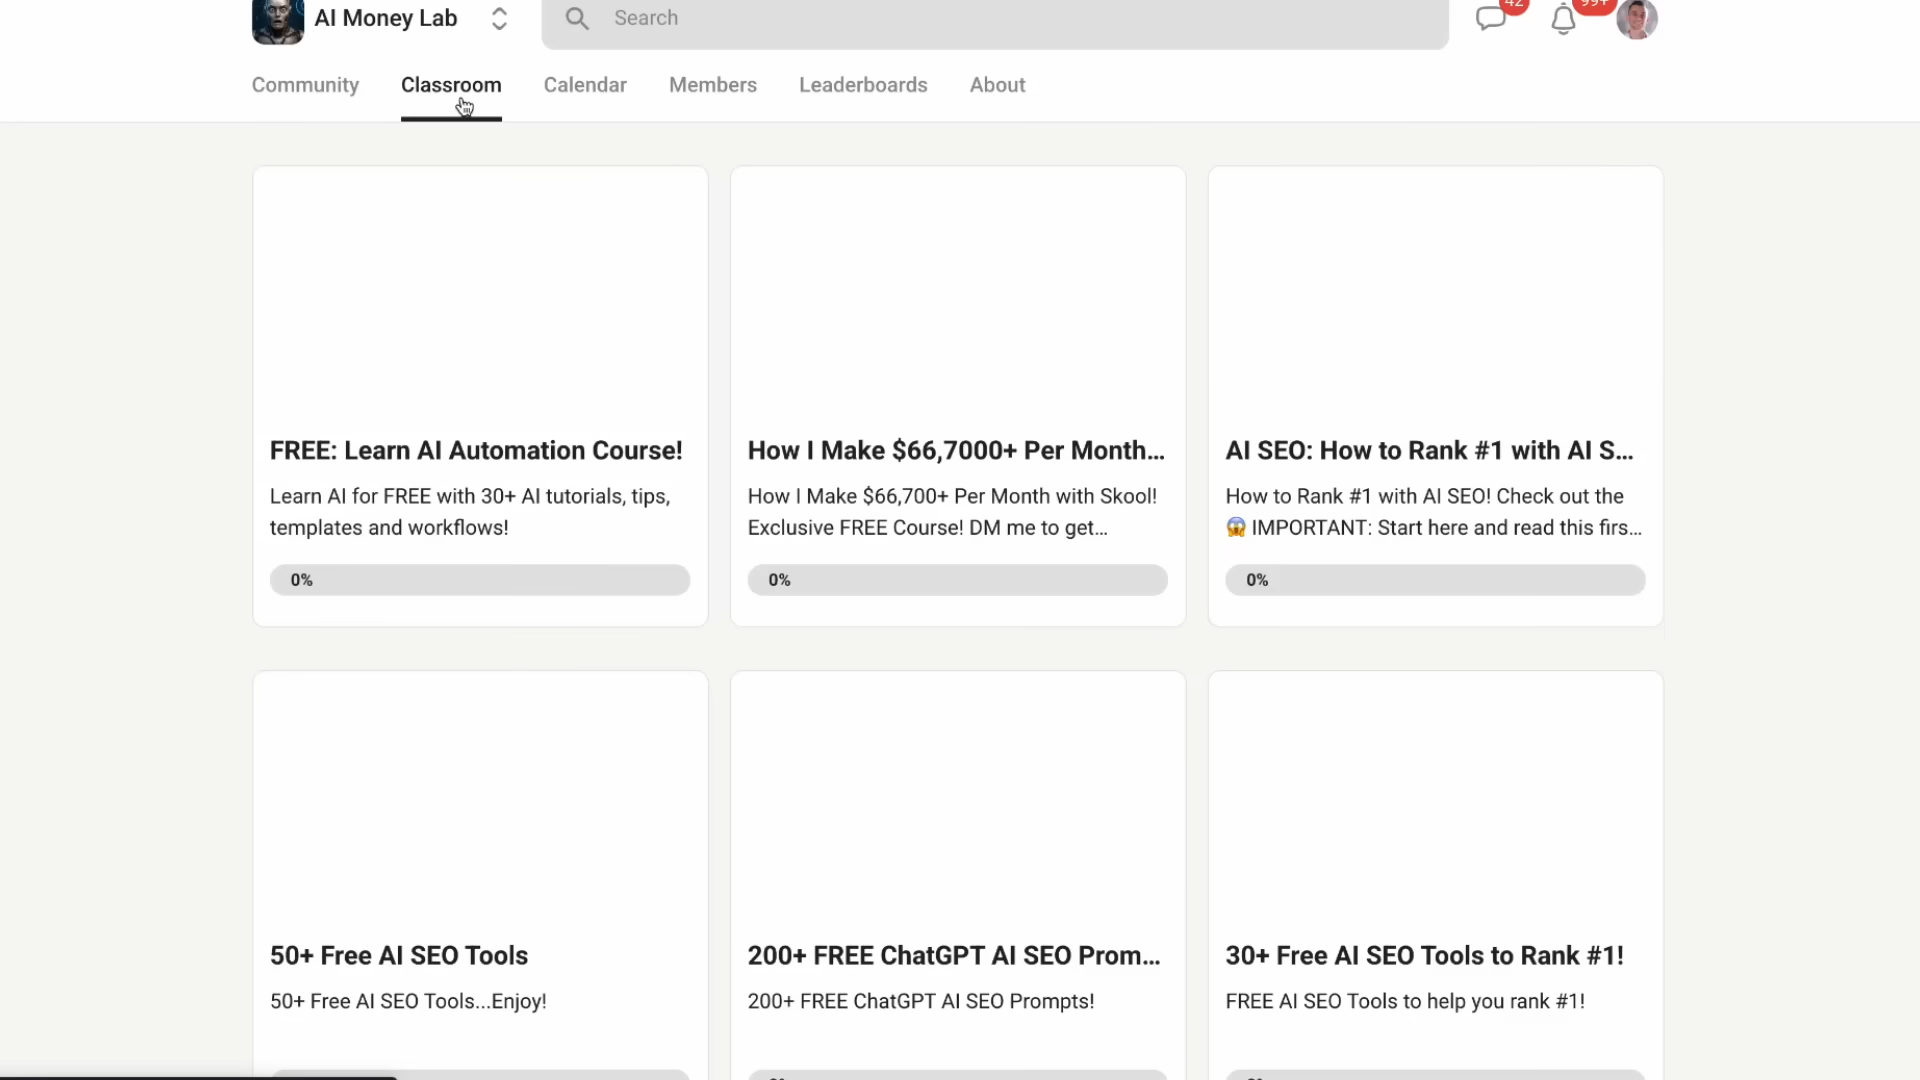 AI Money Lab
Search
42
99+
Community
Classroom
Calendar
Members
Leaderboards
About
FREE: Learn AI Automation Course!
Learn AI for FREE with 30+ AI tutorials, tips,
templates and workflows!
0%
How I Make $66,7000+ Per Month...
How I Make $66,700+ Per Month with Skool!
Exclusive FREE Course! DM me to get...
0%
AI SEO: How to Rank #1 with AI S...
How to Rank #1 with AI SEO! Check out the
😱 IMPORTANT: Start here and read this firs...
0%
50+ Free AI SEO Tools
50+ Free AI SEO Tools...Enjoy!
200+ FREE ChatGPT AI SEO Prom...
200+ FREE ChatGPT AI SEO Prompts!
30+ Free AI SEO Tools to Rank #1!
FREE AI SEO Tools to help you rank #1!